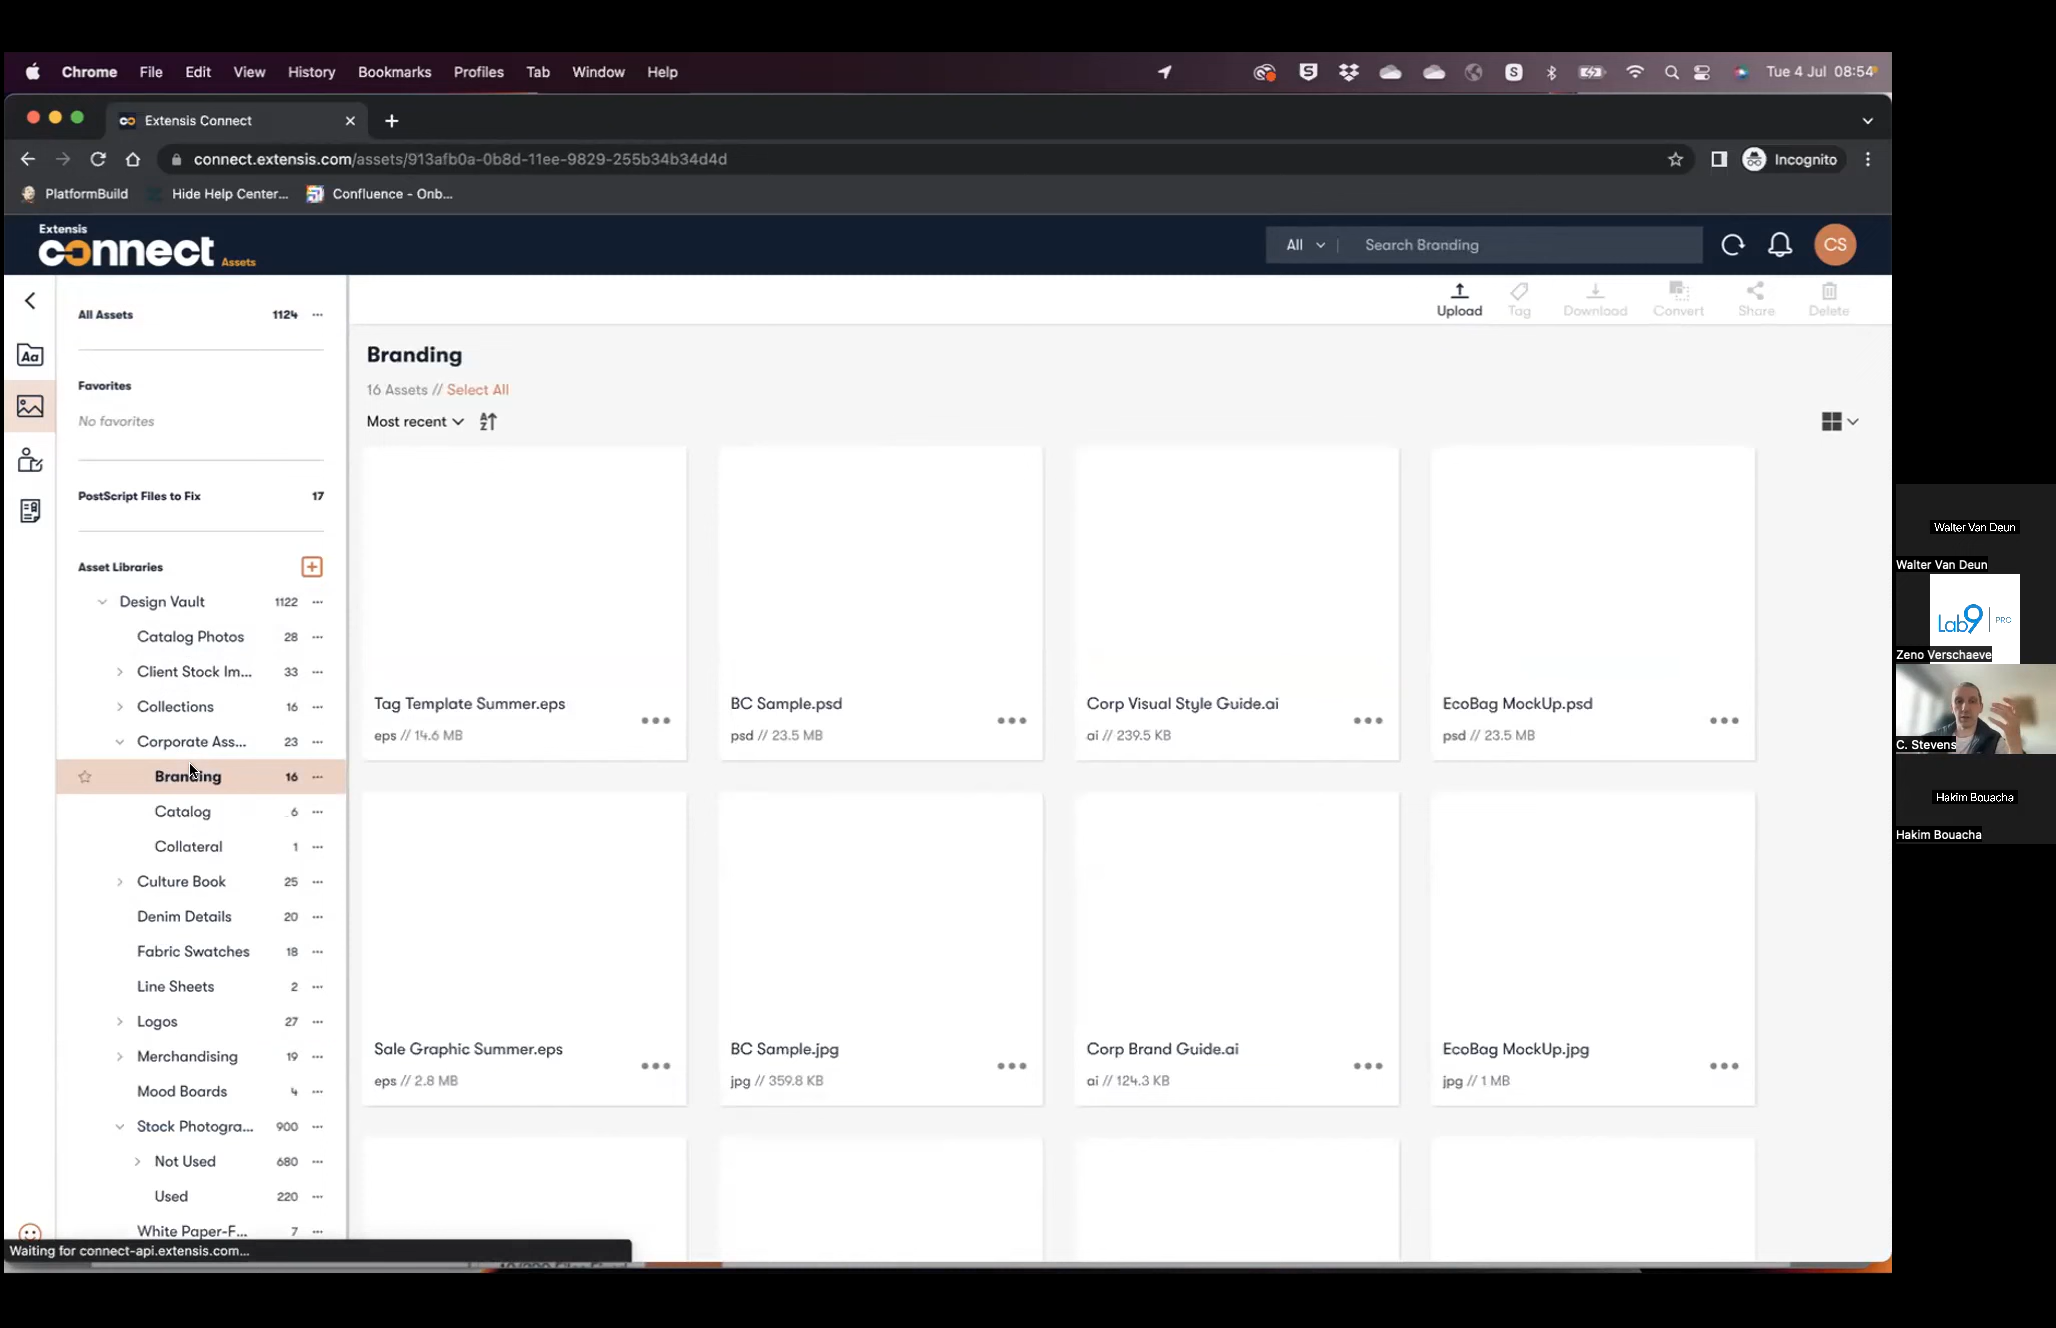 Chrome File Edit View History Bookmarks Profiles Tab Window Help
Tue 4 Jul 08:54
Extensis Connect
connect.extensis.com/assets/913afb0a-0b8d-11ee-9829-255b34b34d4d
Incognito
PlatformBuild Hide Help Center... Confluence - Onb...
Extensis
connect Assets
All Search Branding
CS
Upload Tag Download Convert Share Delete
All Assets 1124
Favorites
No favorites
PostScript Files to Fix 17
Asset Libraries
Design Vault 1122
Catalog Photos 28
Client Stock Im... 33
Collections 16
Corporate Ass... 23
Branding 16
Catalog 6
Collateral 1
Culture Book 25
Denim Details 20
Fabric Swatches 18
Line Sheets 2
Logos 27
Merchandising 19
Mood Boards 4
Stock Photogra... 900
Not Used 680
Used 220
White Paper-F... 7
Waiting for connect-api.extensis.com...
Branding
16 Assets // Select All
Most recent
Tag Template Summer.eps
eps // 14.6 MB
BC Sample.psd
psd // 23.5 MB
Corp Visual Style Guide.ai
ai // 239.5 KB
EcoBag MockUp.psd
psd // 23.5 MB
Sale Graphic Summer.eps
eps // 2.8 MB
BC Sample.jpg
jpg // 359.8 KB
Corp Brand Guide.ai
ai // 124.3 KB
EcoBag MockUp.jpg
jpg // 1 MB
Walter Van Deun
Walter Van Deun
Lab9 PRO
Zeno Verschaeve
C. Stevens
Hakim Bouacha
Hakim Bouacha